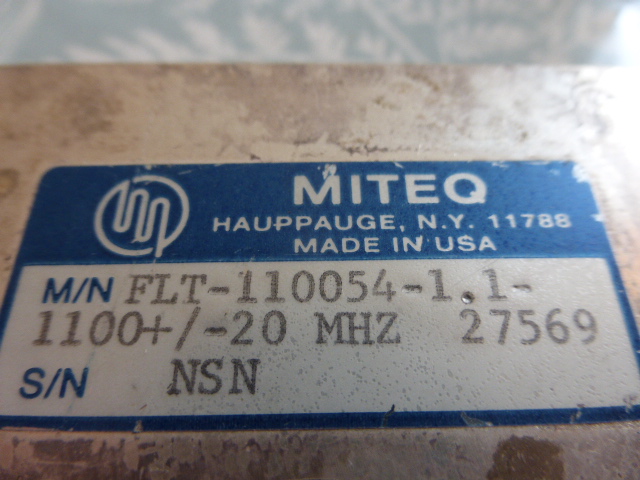 MITEQ
HAUPPAUGE, N.Y. 11788
MADE IN USA
M/N FLT-110054-1.1-
1100+/-20 MHZ 27569
S/N NSN